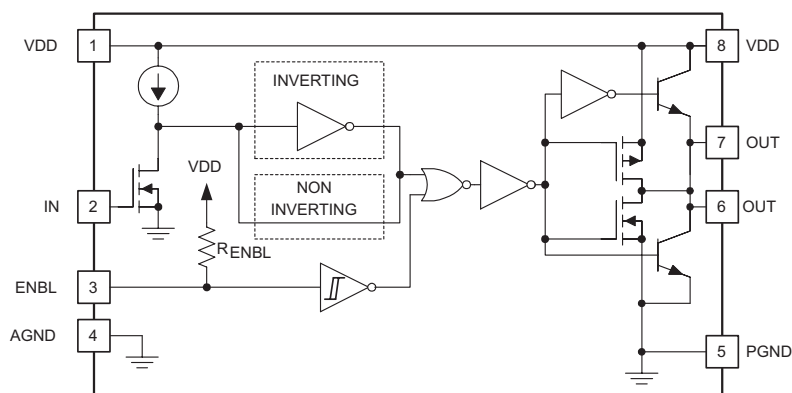 VDD 1
8 VDD
INVERTING
7 OUT
VDD
NON
INVERTING
IN 2
6 OUT
RENBL
ENBL 3
AGND 4
5 PGND